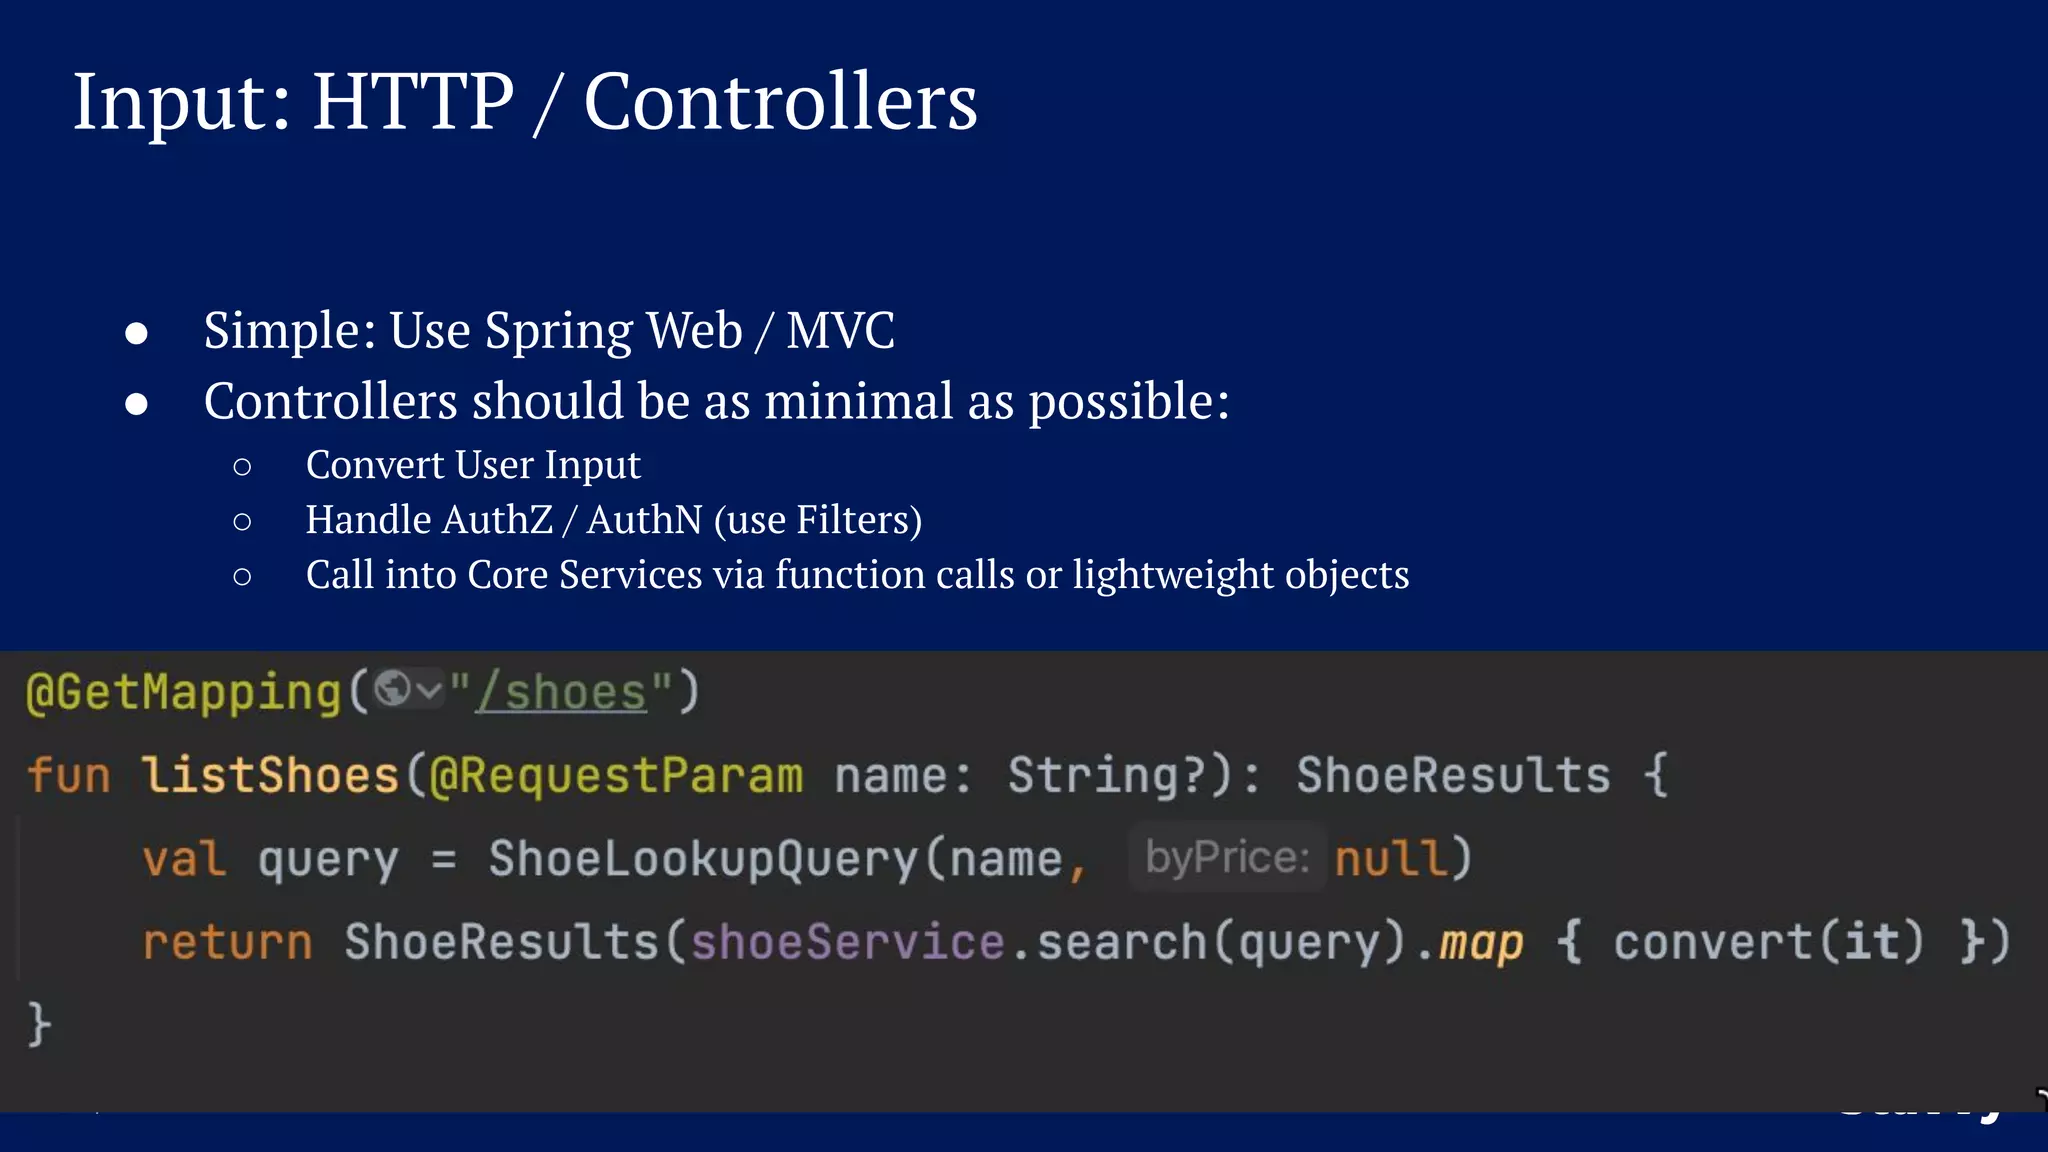 Input: HTTP / Controllers
● Simple: Use Spring Web / MVC
● Controllers should be as minimal as possible:
○ Convert User Input
○ Handle AuthZ / AuthN (use Filters)
○ Call into Core Services via function calls or lightweight objects
@GetMapping("/shoes")
fun listShoes(@RequestParam name: String?): ShoeResults {
val query = ShoeLookupQuery(name, byPrice: null)
return ShoeResults(shoeService.search(query).map { convert(it) })
}